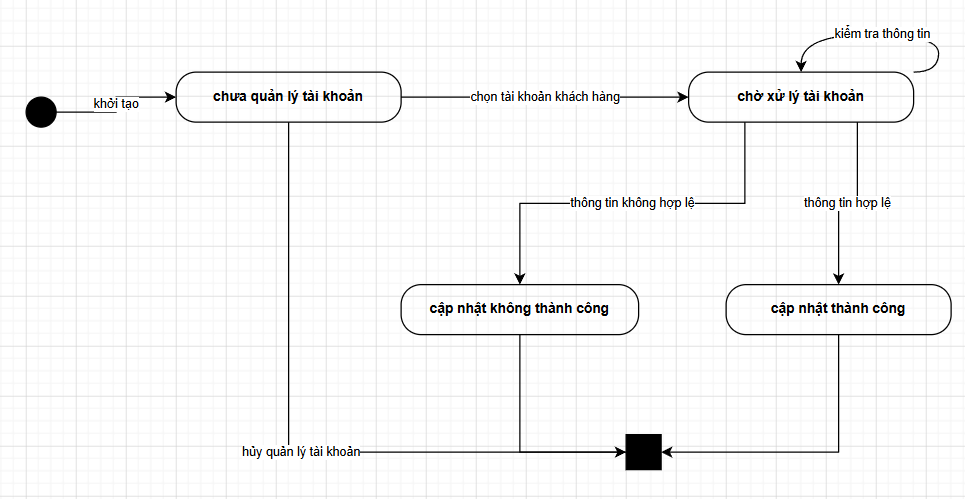 kiểm tra thông tin
khởi tạo
chưa quản lý tài khoản
chọn tài khoản khách hàng
chờ xử lý tài khoản
thông tin không hợp lệ
thông tin hợp lệ
cập nhật không thành công
cập nhật thành công
hủy quản lý tài khoản